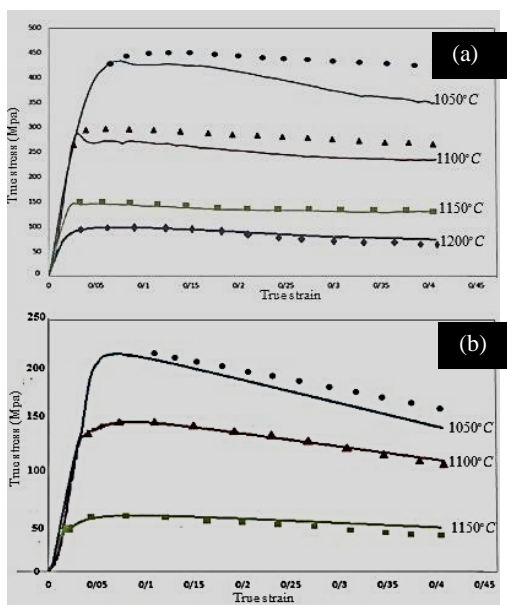 (a)
500
450
400
350
300
250
200
150
100
50
0
True stress (Mpa)
1050°C
1100°C
1150°C
1200°C
0 0/05 0/1 0/15 0/2 0/25 0/3 0/35 0/4 0/45
True strain
(b)
250
200
150
100
50
0
True stress (Mpa)
1050°C
1100°C
1150°C
0 0/05 0/1 0/15 0/2 0/25 0/3 0/35 0/4 0/45
True strain